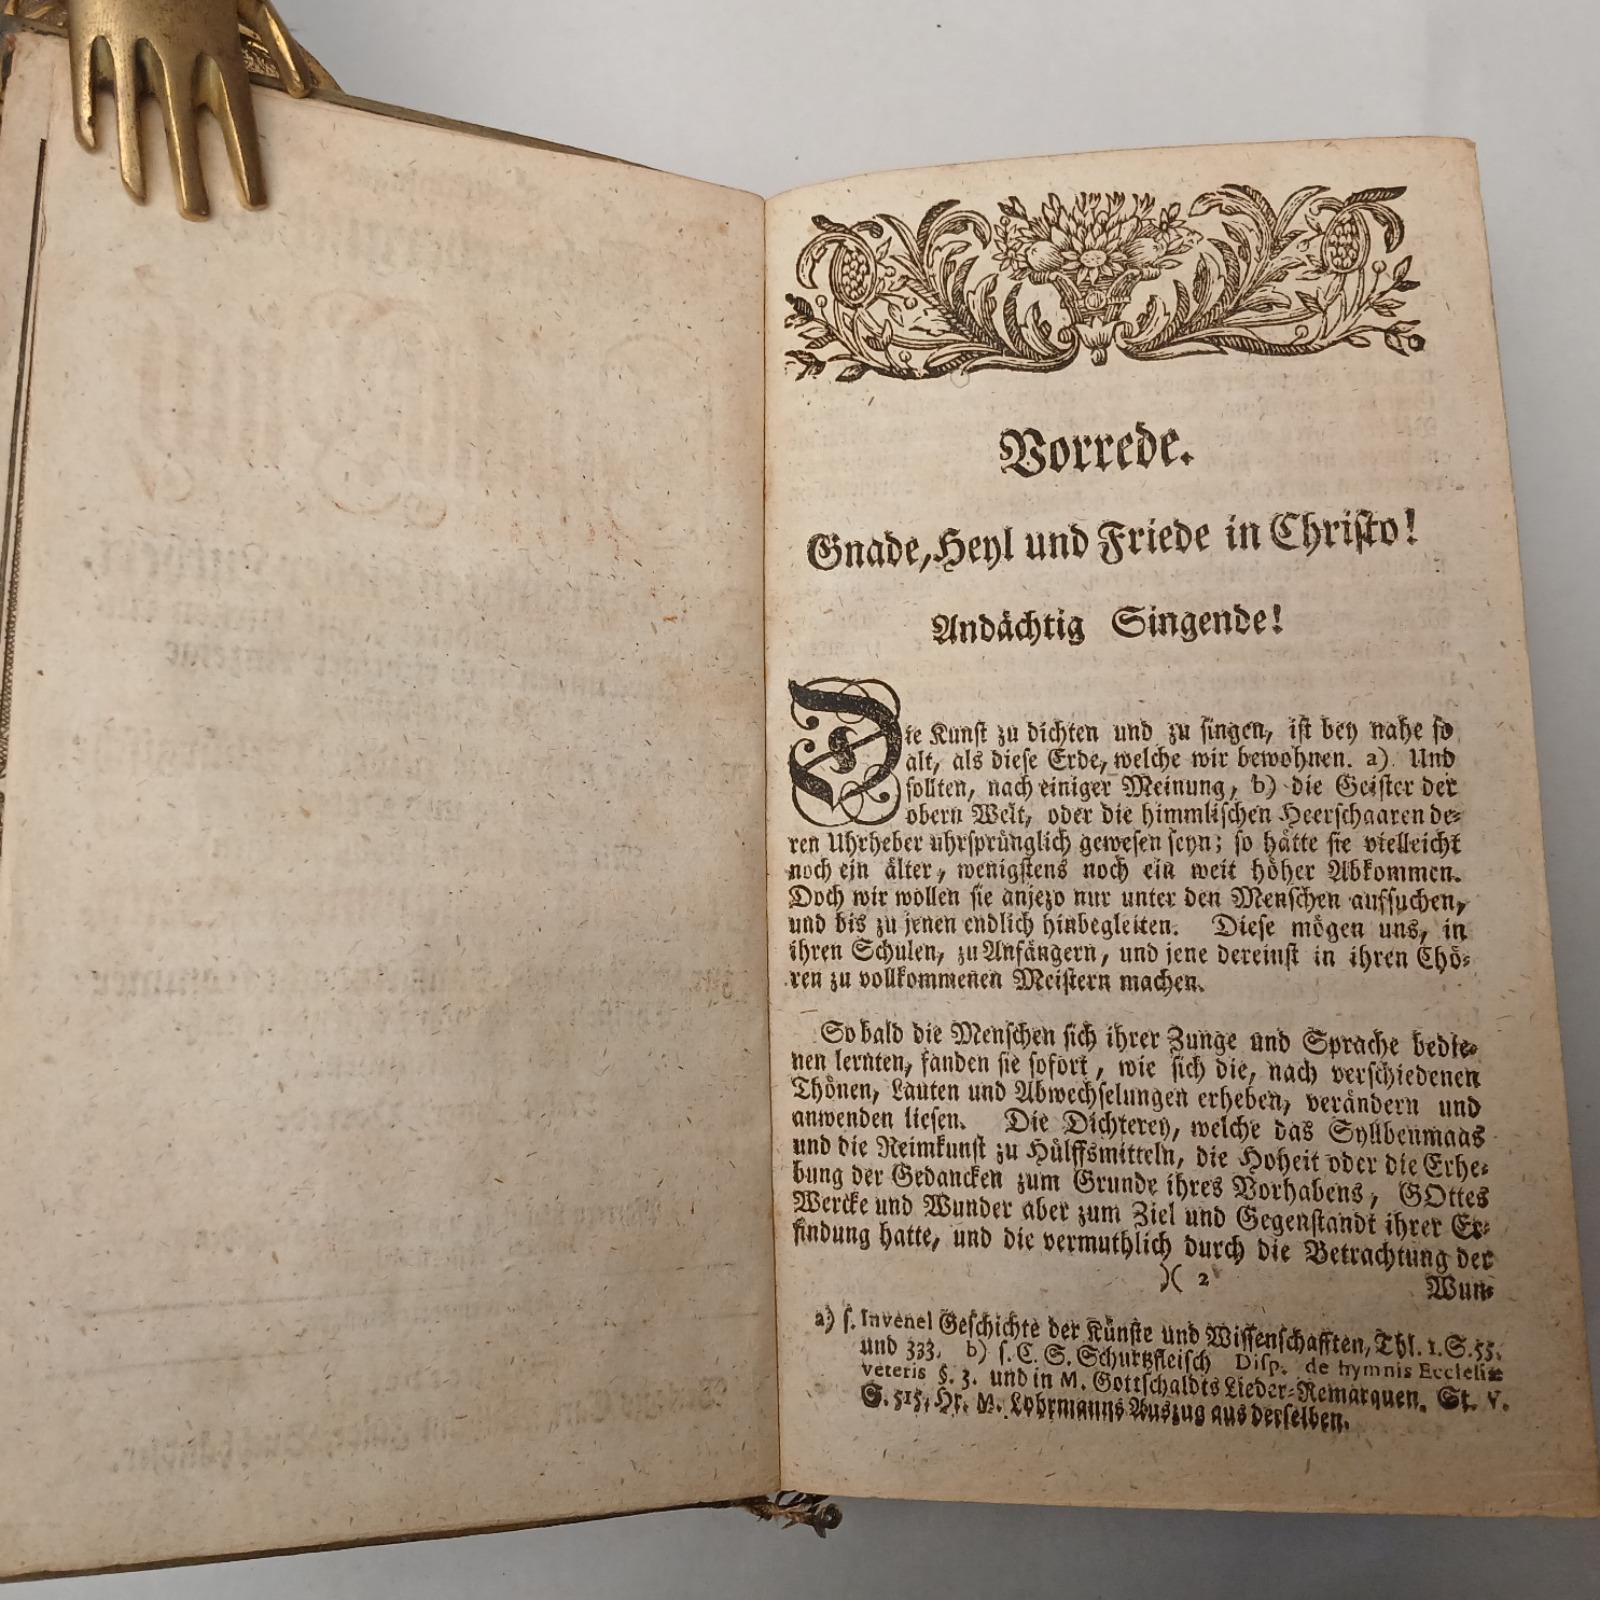 Vorrede.
Gnade, Heyl und Friede in Christo!
Andächtig Singende!
Die Kunst zu dichten und zu singen, ist bey nahe so
alt, als diese Erde, welche wir bewohnen. a) Und
sollten, nach einiger Meinung, b) die Geister der
obern Welt, oder die himmlischen Heerschaaren de-
ren Uhrheber uhrsprünglich gewesen seyn; so hätte sie vielleicht
noch ein älter, wenigstens noch ein weit höher Abkommen.
Doch wir wollen sie anjezo nur unter den Menschen aufsuchen,
und bis zu jenen endlich hinbegleiten. Diese mögen uns, in
ihren Schulen, zu Anfängern, und jene dereinst in ihren Chö-
ren zu vollkommenen Meistern machen.
So bald die Menschen sich ihrer Zunge und Sprache bedie-
nen lernten, fanden sie sofort, wie sich die, nach verschiedenen
Thönen, Lauten und Abwechselungen erheben, verändern und
anwenden liesen. Die Dichterey, welche das Syllbenmaas
und die Reimkunst zu Hülffsmitteln, die Hoheit oder die Erhe-
bung der Gedancken zum Grunde ihres Vorhabens, GOttes
Wercke und Wunder aber zum Ziel und Gegenstandt ihrer Er-
findung hatte, und die vermuthlich durch die Betrachtung der
)( 2
Wun-
a) s. Invenel Geschichte der Künste und Wissenschafften, Thl. 1. S. 55.
und 333. b) s. C. S. Schurtzfleisch Disp. de hymnis Ecclesiæ
veteris §. 3. und in M. Gottschaldts Lieder-Remarquen. St. V.
S. 515. Hr. M. Lohrmanns Auszug aus derselben.